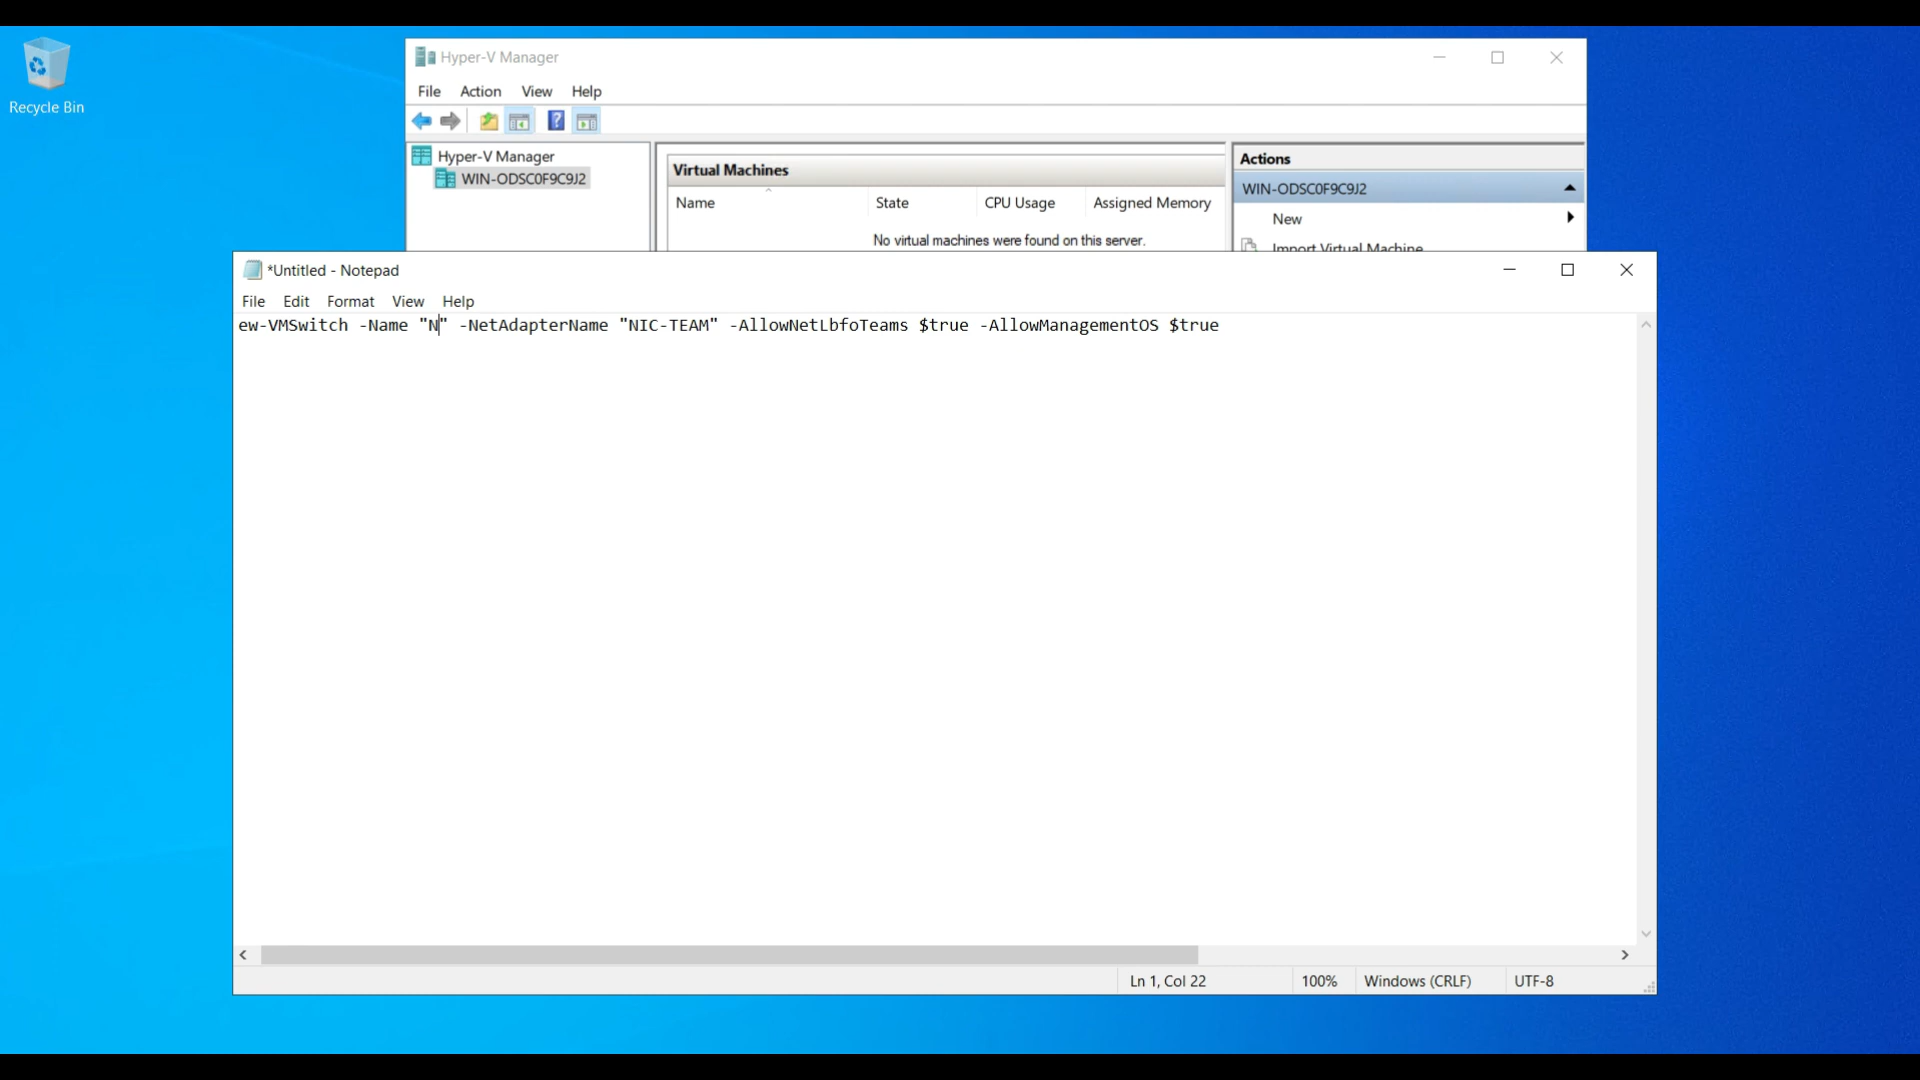 Recycle Bin
Hyper-V Manager
File Action View Help
Hyper-V Manager
WIN-ODSC0F9C9J2
Virtual Machines
Name State CPU Usage Assigned Memory
No virtual machines were found on this server.
Actions
WIN-ODSC0F9C9J2
New
Import Virtual Machine
*Untitled - Notepad
File Edit Format View Help
ew-VMSwitch -Name "N" -NetAdapterName "NIC-TEAM" -AllowNetLbfoTeams $true -AllowManagementOS $true
Ln 1, Col 22 100% Windows (CRLF) UTF-8